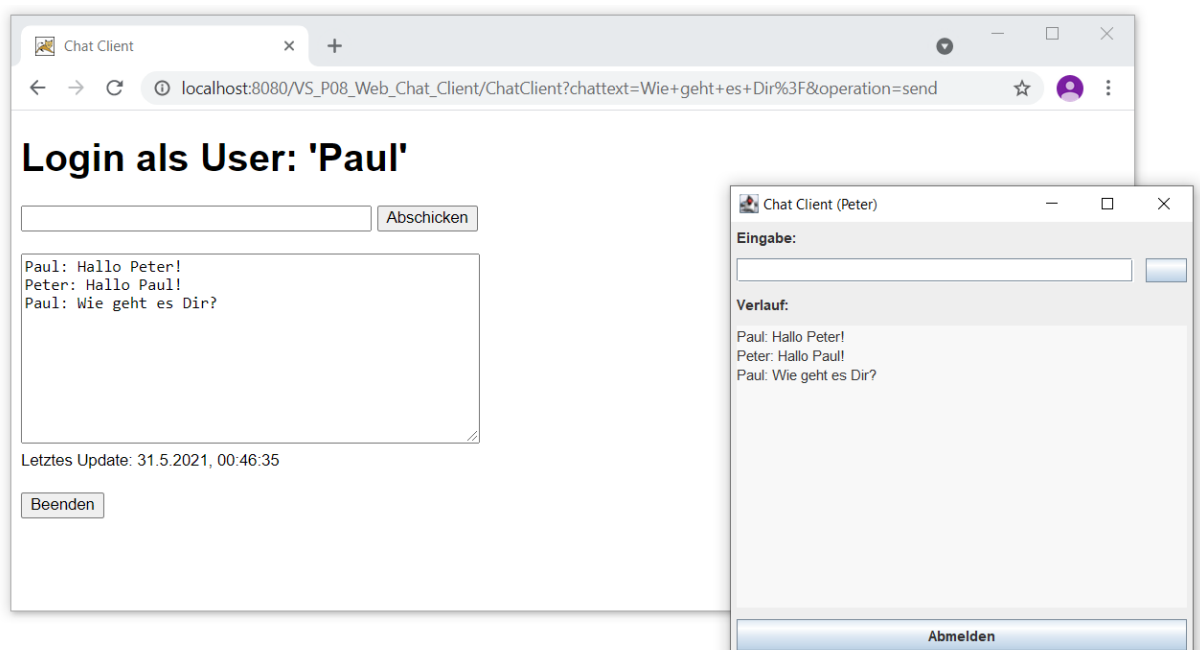 Chat Client
localhost:8080/VS_P08_Web_Chat_Client/ChatClient?chattext=Wie+geht+es+Dir%3F&operation=send
Login als User: 'Paul'
Abschicken
Paul: Hallo Peter!
Peter: Hallo Paul!
Paul: Wie geht es Dir?
Letztes Update: 31.5.2021, 00:46:35
Beenden
Chat Client (Peter)
Eingabe:
Verlauf:
Paul: Hallo Peter!
Peter: Hallo Paul!
Paul: Wie geht es Dir?
Abmelden